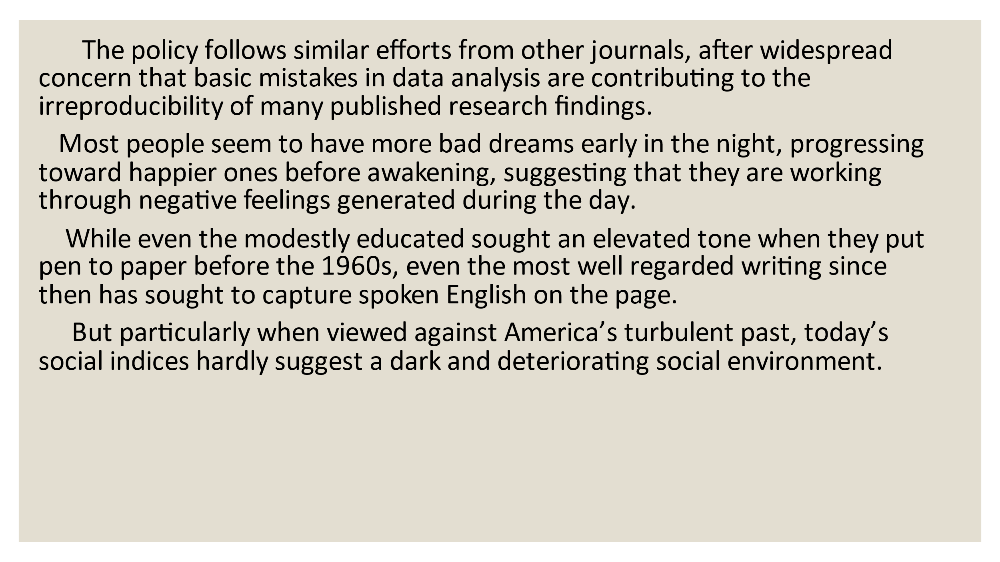 The policy follows similar efforts from other journals, after widespread
concern that basic mistakes in data analysis are contributing to the
irreproducibility of many published research findings.
Most people seem to have more bad dreams early in the night, progressing
toward happier ones before awakening, suggesting that they are working
through negative feelings generated during the day.
While even the modestly educated sought an elevated tone when they put
pen to paper before the 1960s, even the most well regarded writing since
then has sought to capture spoken English on the page.
But particularly when viewed against America’s turbulent past, today’s
social indices hardly suggest a dark and deteriorating social environment.